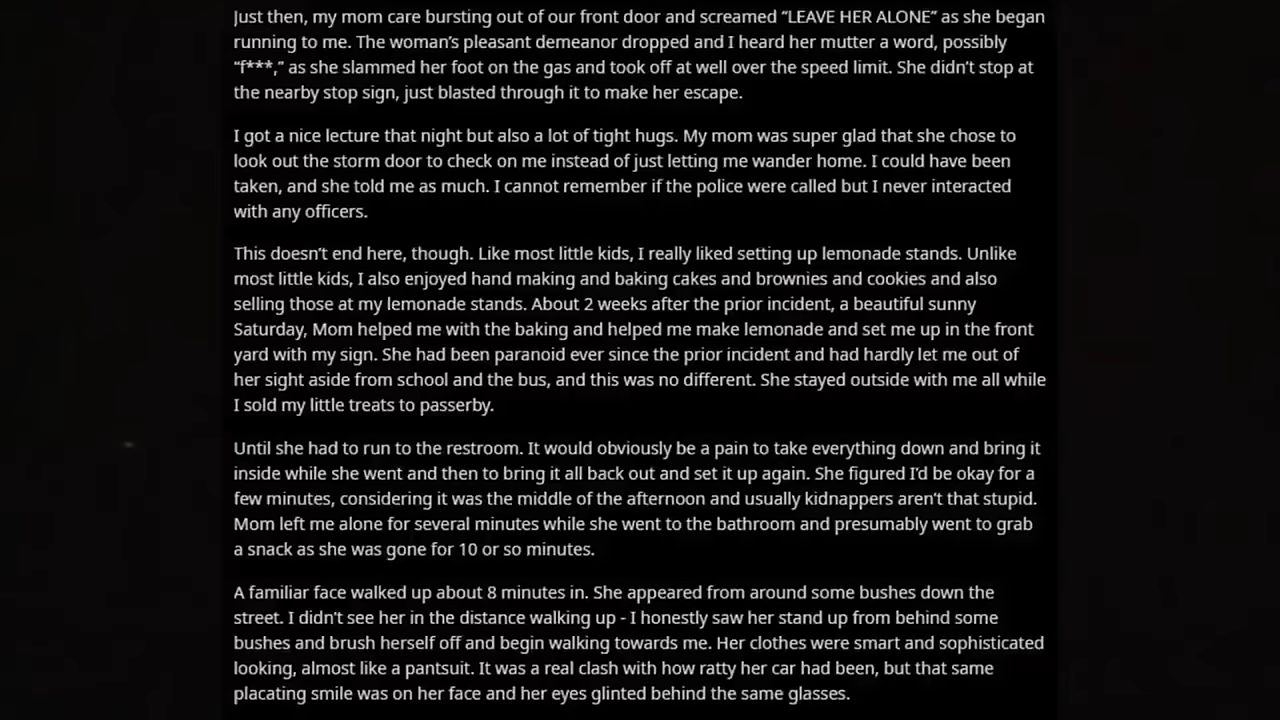 Just then, my mom care bursting out of our front door and screamed “LEAVE HER ALONE” as she began
running to me. The woman’s pleasant demeanor dropped and I heard her mutter a word, possibly
“f***,” as she slammed her foot on the gas and took off at well over the speed limit. She didn’t stop at
the nearby stop sign, just blasted through it to make her escape.
I got a nice lecture that night but also a lot of tight hugs. My mom was super glad that she chose to
look out the storm door to check on me instead of just letting me wander home. I could have been
taken, and she told me as much. I cannot remember if the police were called but I never interacted
with any officers.
This doesn’t end here, though. Like most little kids, I really liked setting up lemonade stands. Unlike
most little kids, I also enjoyed hand making and baking cakes and brownies and cookies and also
selling those at my lemonade stands. About 2 weeks after the prior incident, a beautiful sunny
Saturday, Mom helped me with the baking and helped me make lemonade and set me up in the front
yard with my sign. She had been paranoid ever since the prior incident and had hardly let me out of
her sight aside from school and the bus, and this was no different. She stayed outside with me all while
I sold my little treats to passerby.
Until she had to run to the restroom. It would obviously be a pain to take everything down and bring it
inside while she went and then to bring it all back out and set it up again. She figured I’d be okay for a
few minutes, considering it was the middle of the afternoon and usually kidnappers aren’t that stupid.
Mom left me alone for several minutes while she went to the bathroom and presumably went to grab
a snack as she was gone for 10 or so minutes.
A familiar face walked up about 8 minutes in. She appeared from around some bushes down the
street. I didn’t see her in the distance walking up - I honestly saw her stand up from behind some
bushes and brush herself off and begin walking towards me. Her clothes were smart and sophisticated
looking, almost like a pantsuit. It was a real clash with how ratty her car had been, but that same
placating smile was on her face and her eyes glinted behind the same glasses.